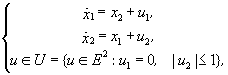 ẋ₁ = x₂ + u₁,
ẋ₂ = x₁ + u₂,
u ∈ U = {u ∈ E² : u₁ = 0, | u₂ |≤ 1},